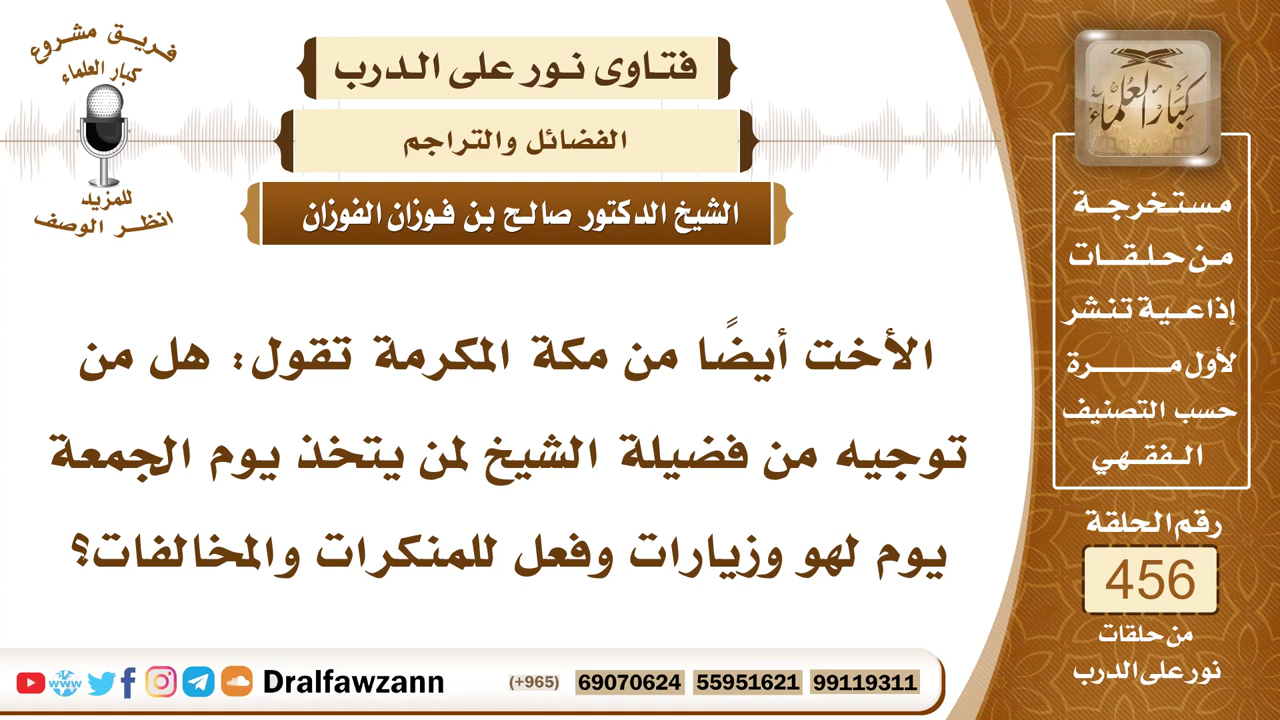 فريق مشروع
كبار العلماء
للمزيد
انظر الوصف
فتاوى نور على الدرب
الفضائل والتراجم
الشيخ الدكتور صالح بن فوزان الفوزان
الأخت أيضًا من مكة المكرمة تقول: هل من
توجيه من فضيلة الشيخ لمن يتخذ يوم الجمعة
يوم لهو وزيارات وفعل للمنكرات والمخالفات؟
كبار العلماء
مستخرجة
من حلقات
إذاعية تنشر
لأول مرة
حسب التصنيف
الفقهي
رقم الحلقة
456
من حلقات
نور على الدرب
www
Dralfawzann (+965) 69070624 55951621 99119311